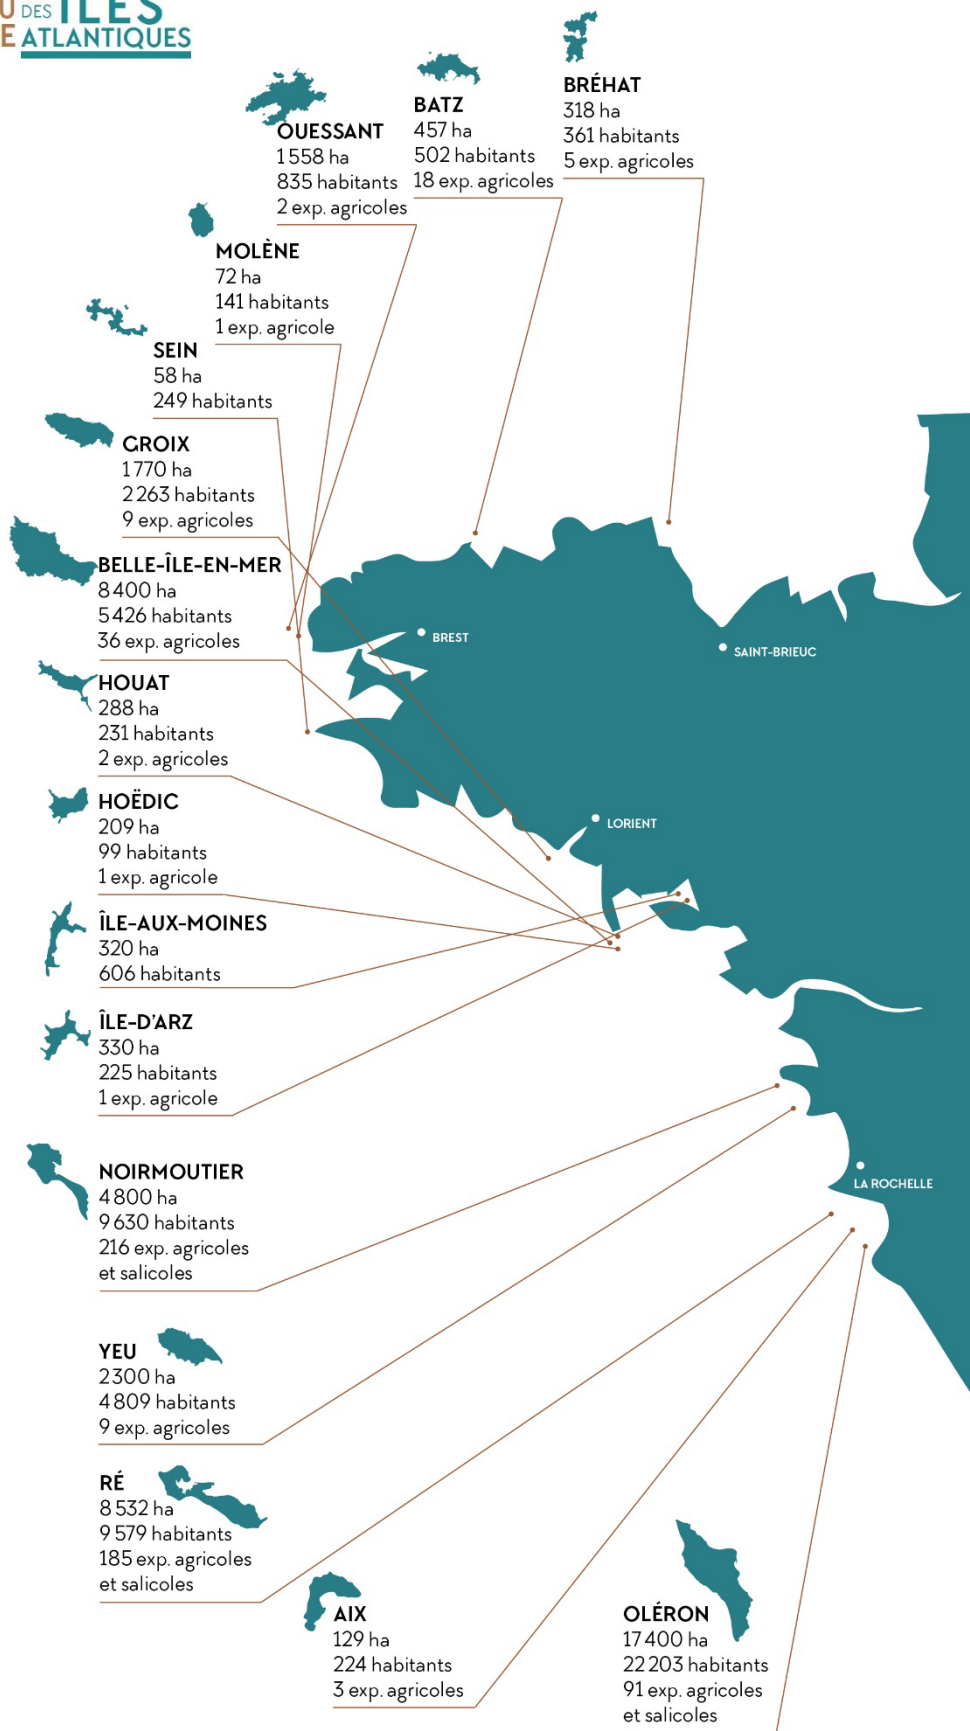 U DES ÎLES
E ATLANTIQUES
BRÉHAT
318 ha
361 habitants
5 exp. agricoles
BATZ
457 ha
502 habitants
18 exp. agricoles
OUESSANT
1 558 ha
835 habitants
2 exp. agricoles
MOLÈNE
72 ha
141 habitants
1 exp. agricole
SEIN
58 ha
249 habitants
GROIX
1 770 ha
2 263 habitants
9 exp. agricoles
BELLE-ÎLE-EN-MER
8 400 ha
5 426 habitants
36 exp. agricoles
HOUAT
288 ha
231 habitants
2 exp. agricoles
HOËDIC
209 ha
99 habitants
1 exp. agricole
ÎLE-AUX-MOINES
320 ha
606 habitants
ÎLE-D'ARZ
330 ha
225 habitants
1 exp. agricole
NOIRMOUTIER
4 800 ha
9 630 habitants
216 exp. agricoles
et salicoles
YEU
2 300 ha
4 809 habitants
9 exp. agricoles
RÉ
8 532 ha
9 579 habitants
185 exp. agricoles
et salicoles
AIX
129 ha
224 habitants
3 exp. agricoles
OLÉRON
17 400 ha
22 203 habitants
91 exp. agricoles
et salicoles
BREST
SAINT-BRIEUC
LORIENT
LA ROCHELLE